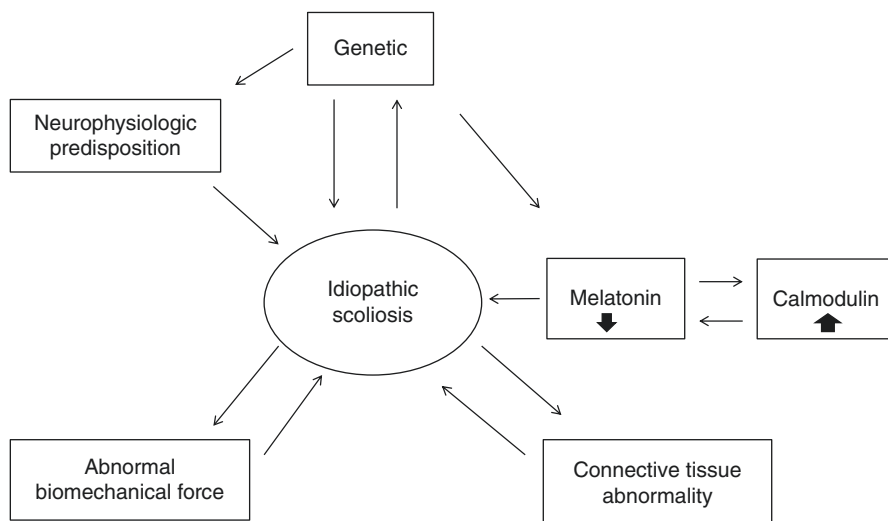 Genetic
Neurophysiologic
predisposition
Idiopathic
scoliosis
Melatonin
Calmodulin
Abnormal
biomechanical force
Connective tissue
abnormality